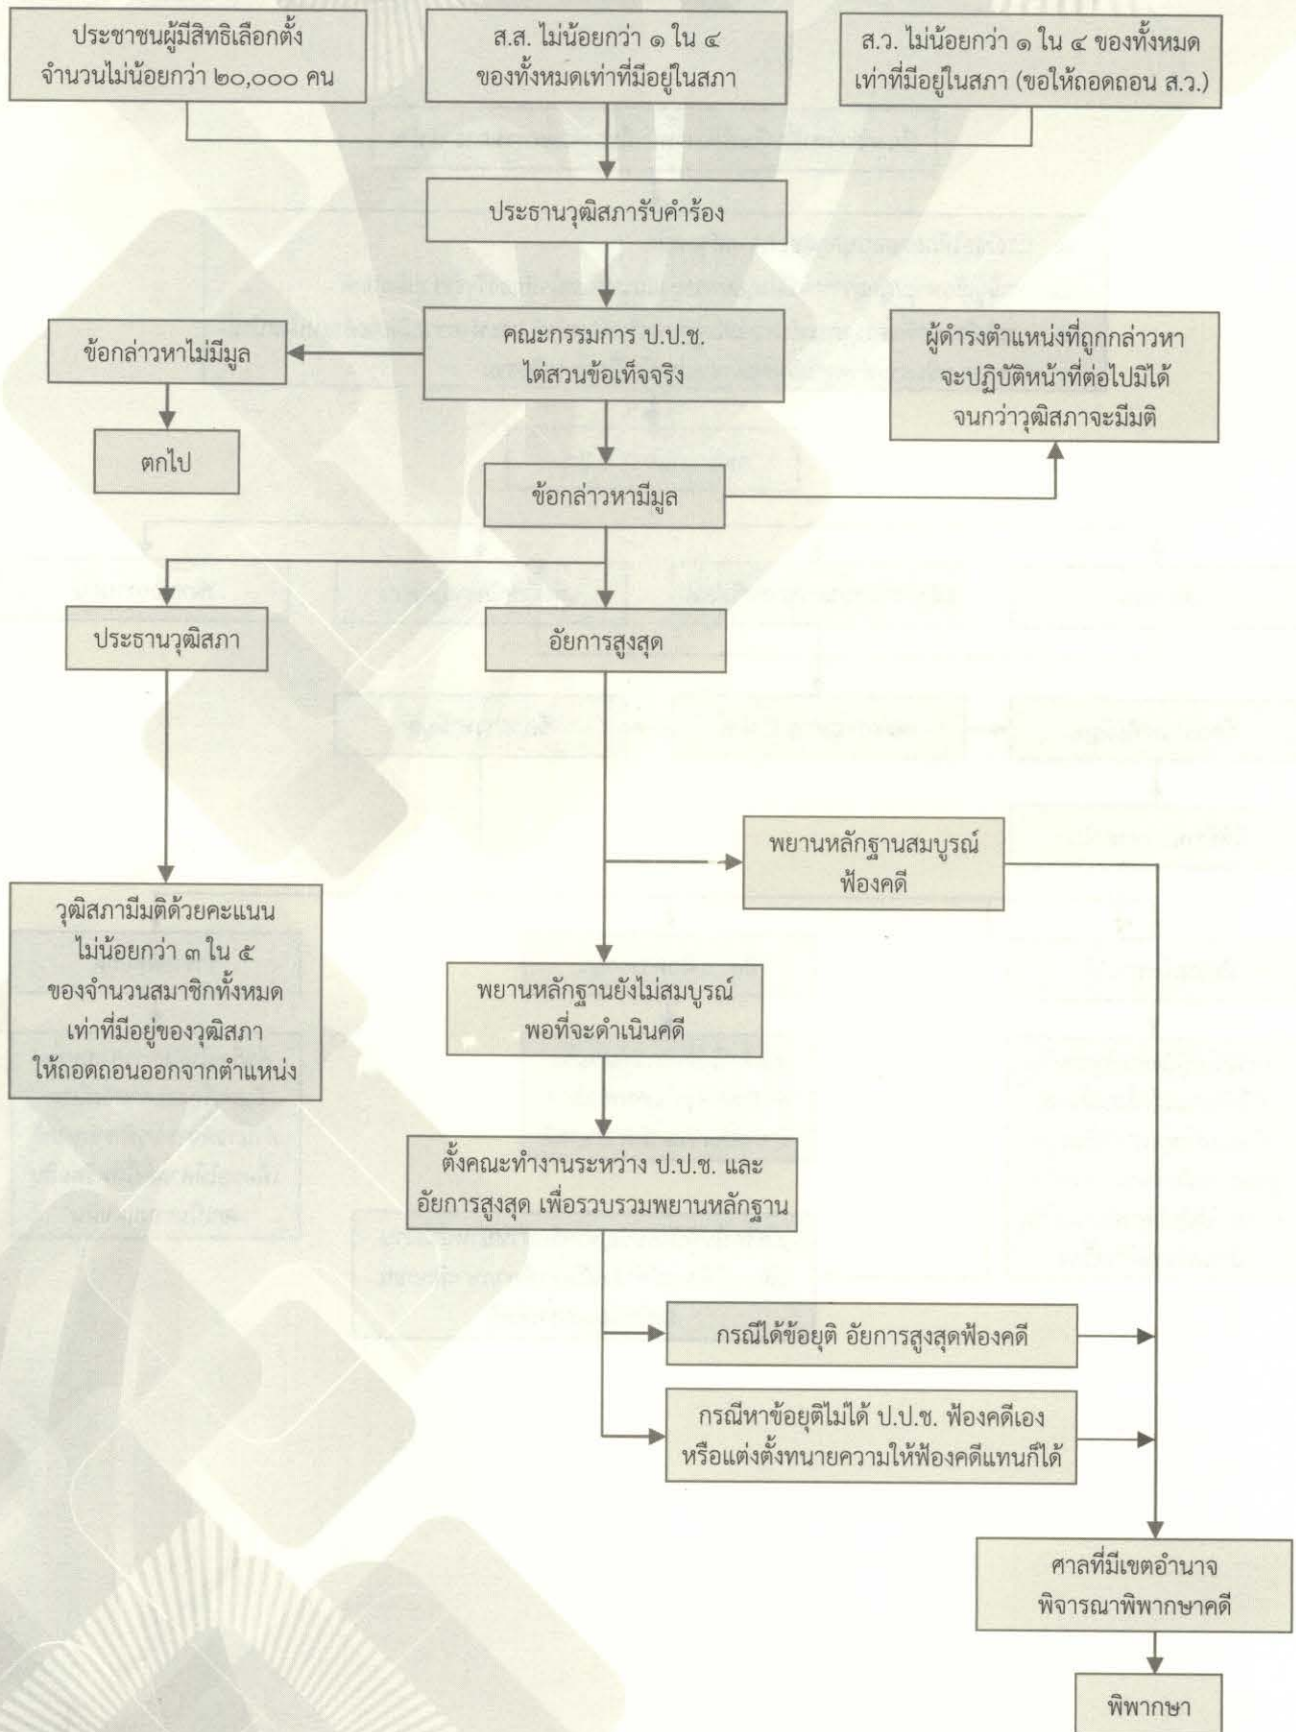 ประชาชนผู้มีสิทธิเลือกตั้ง
จำนวนไม่น้อยกว่า ๒๐,๐๐๐ คน
ส.ส. ไม่น้อยกว่า ๑ ใน ๔
ของทั้งหมดเท่าที่มีอยู่ในสภา
ส.ว. ไม่น้อยกว่า ๑ ใน ๔ ของทั้งหมด
เท่าที่มีอยู่ในสภา (ขอให้ถอดถอน ส.ว.)
ประธานวุฒิสภารับคำร้อง
ข้อกล่าวหาไม่มีมูล
คณะกรรมการ ป.ป.ช.
ไต่สวนข้อเท็จจริง
ผู้ดำรงตำแหน่งที่ถูกกล่าวหา
จะปฏิบัติหน้าที่ต่อไปมิได้
จนกว่าวุฒิสภาจะมีมติ
ตกไป
ข้อกล่าวหามีมูล
ประธานวุฒิสภา
อัยการสูงสุด
พยานหลักฐานสมบูรณ์
ฟ้องคดี
วุฒิสภามีมติด้วยคะแนน
ไม่น้อยกว่า ๓ ใน ๕
ของจำนวนสมาชิกทั้งหมด
เท่าที่มีอยู่ของวุฒิสภา
ให้ถอดถอนออกจากตำแหน่ง
พยานหลักฐานยังไม่สมบูรณ์
พอที่จะดำเนินคดี
ตั้งคณะทำงานระหว่าง ป.ป.ช. และ
อัยการสูงสุด เพื่อรวบรวมพยานหลักฐาน
กรณีได้ข้อยุติ อัยการสูงสุดฟ้องคดี
กรณีหาข้อยุติไม่ได้ ป.ป.ช. ฟ้องคดีเอง
หรือแต่งตั้งทนายความให้ฟ้องคดีแทนก็ได้
ศาลที่มีเขตอำนาจ
พิจารณาพิพากษาคดี
พิพากษา